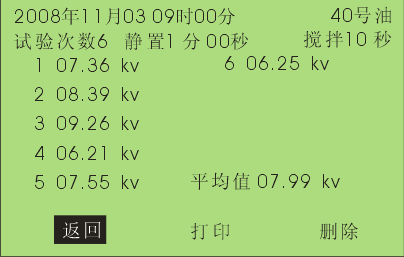 2008年11月03 09时00分 40号油
试验次数6 静置1分00秒 搅拌10 秒
1 07.36 kv 6 06.25 kv
2 08.39 kv
3 09.26 kv
4 06.21 kv
5 07.55 kv 平均值 07.99 kv
返回 打印 删除